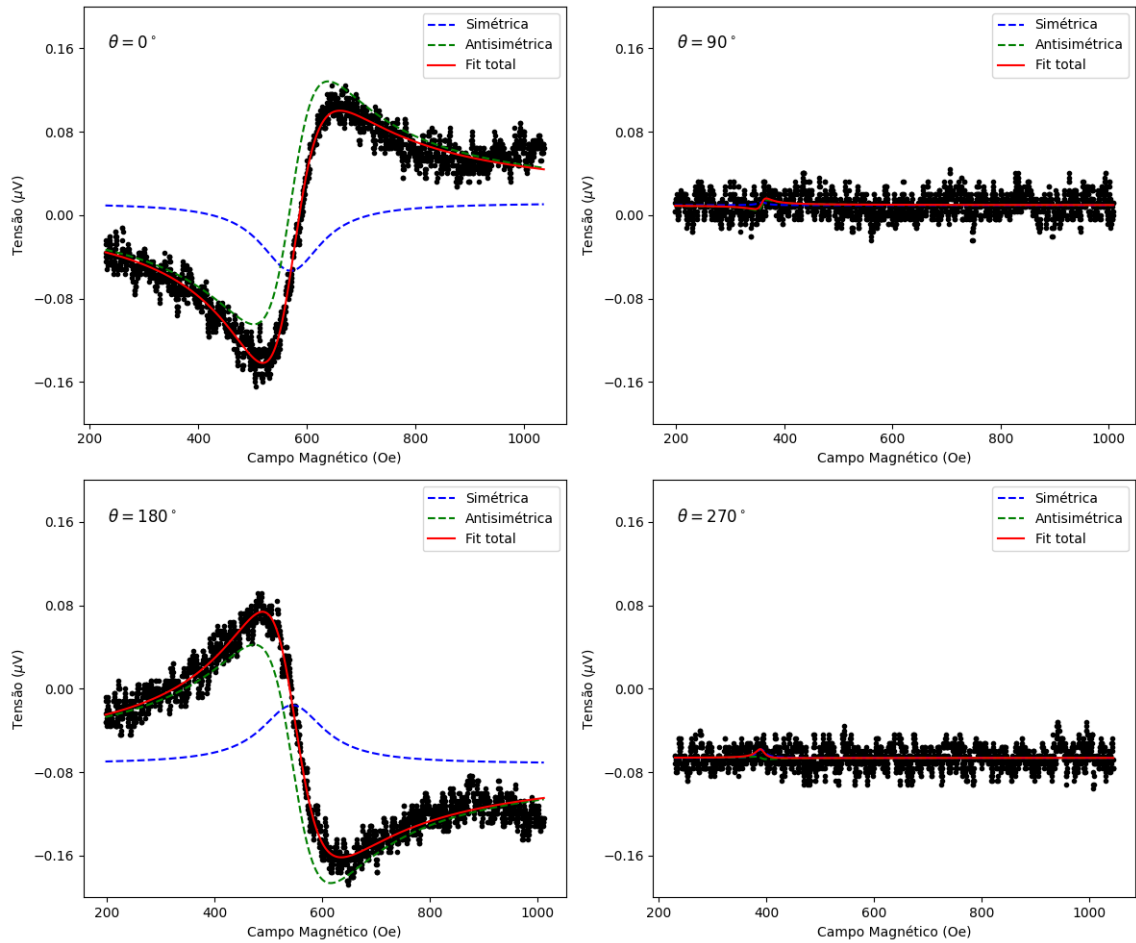 θ = 0°
Simétrica
Antisimétrica
Fit total
0.16
0.08
0.00
−0.08
−0.16
Tensão (μV)
200 400 600 800 1000
Campo Magnético (Oe)
θ = 90°
Simétrica
Antisimétrica
Fit total
0.16
0.08
0.00
−0.08
−0.16
Tensão (μV)
200 400 600 800 1000
Campo Magnético (Oe)
θ = 180°
Simétrica
Antisimétrica
Fit total
0.16
0.08
0.00
−0.08
−0.16
Tensão (μV)
200 400 600 800 1000
Campo Magnético (Oe)
θ = 270°
Simétrica
Antisimétrica
Fit total
0.16
0.08
0.00
−0.08
−0.16
Tensão (μV)
200 400 600 800 1000
Campo Magnético (Oe)